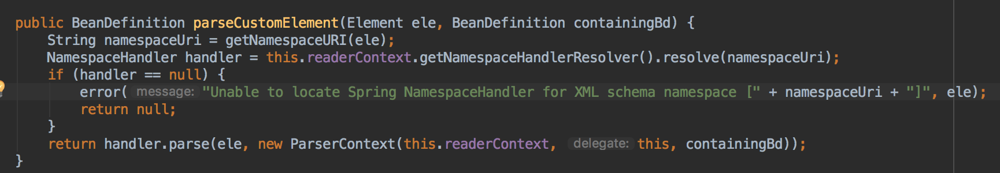 public BeanDefinition parseCustomElement(Element ele, BeanDefinition containingBd) {
    String namespaceUri = getNamespaceURI(ele);
    NamespaceHandler handler = this.readerContext.getNamespaceHandlerResolver().resolve(namespaceUri);
    if (handler == null) {
        error( message: "Unable to locate Spring NamespaceHandler for XML schema namespace [" + namespaceUri + "]", ele);
        return null;
    }
    return handler.parse(ele, new ParserContext(this.readerContext, delegate: this, containingBd));
}